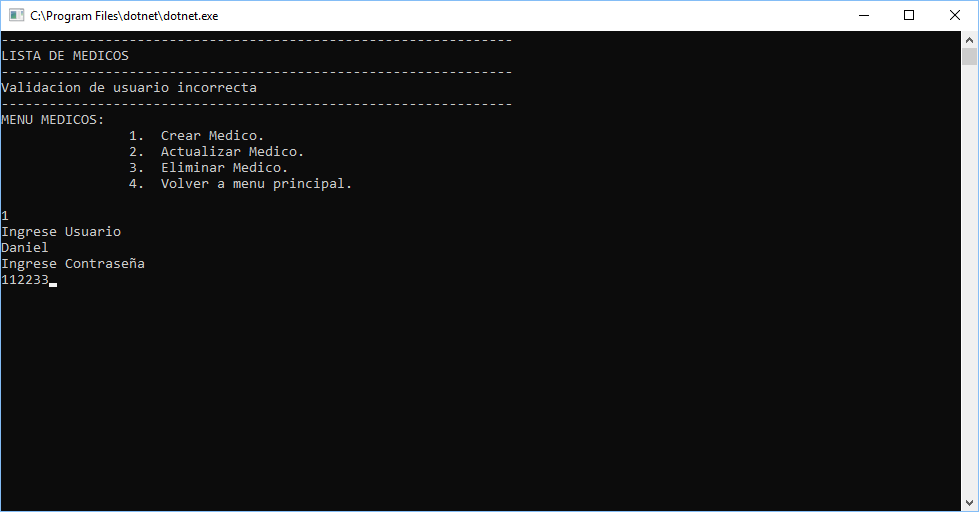 C:\Program Files\dotnet\dotnet.exe
----------------------------------------------------------------
LISTA DE MEDICOS
----------------------------------------------------------------
Validacion de usuario incorrecta
----------------------------------------------------------------
MENU MEDICOS:
1.  Crear Medico.
2.  Actualizar Medico.
3.  Eliminar Medico.
4.  Volver a menu principal.
1
Ingrese Usuario
Daniel
Ingrese Contraseña
112233